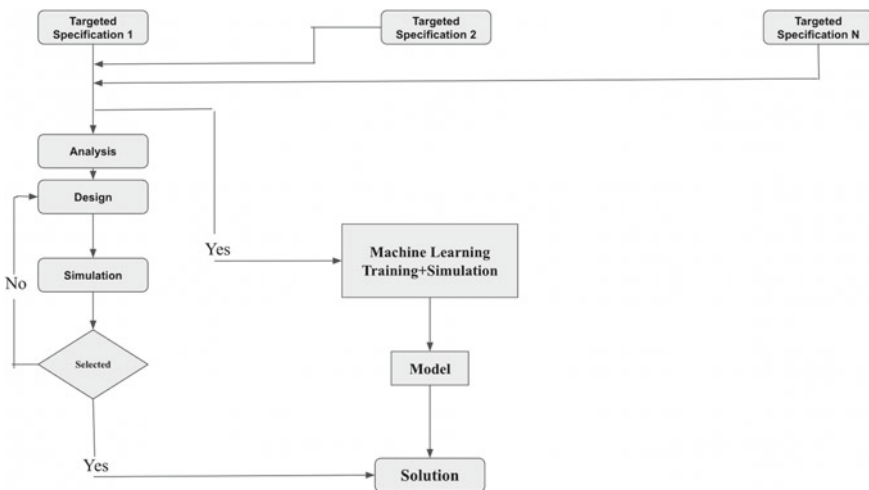 Targeted
Specification 1
Targeted
Specification 2
Targeted
Specification N
Analysis
Design
Yes
Machine Learning
Training+Simulation
Simulation
No
Selected
Model
Yes
Solution